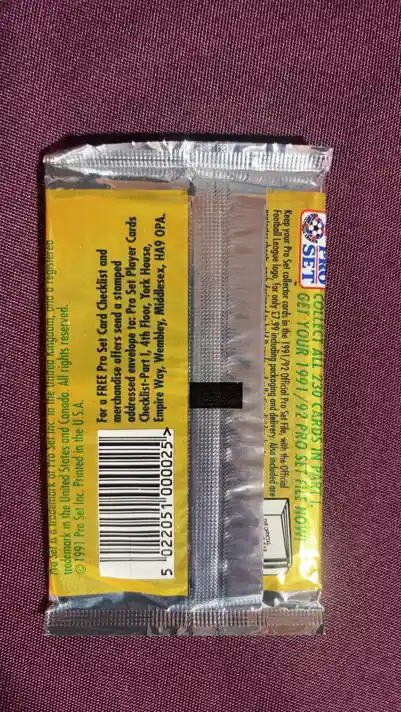 PRO
SET
COLLECT ALL 230 CARDS IN PART 1.
GET YOUR 1991/92 PRO SET FILE NOW!
Keep your Pro Set collector cards in the 1991/92 Official Pro Set File, with the Official
Football League logo, for only £7.99 including packaging and delivery. Also included are
For a FREE Pro Set Card Checklist and
merchandise offers send a stamped
addressed envelope to: Pro Set Player Cards
Checklist-Part I, 4th Floor, York House,
Empire Way, Wembley, Middlesex, HA9 OPA.
5 022051 000025>
Pro Set is a trademark of Pro Set Inc. in the United Kingdom, and a registered
trademark in the United States and Canada. All rights reserved.
© 1991 Pro Set Inc. Printed in the U.S.A.